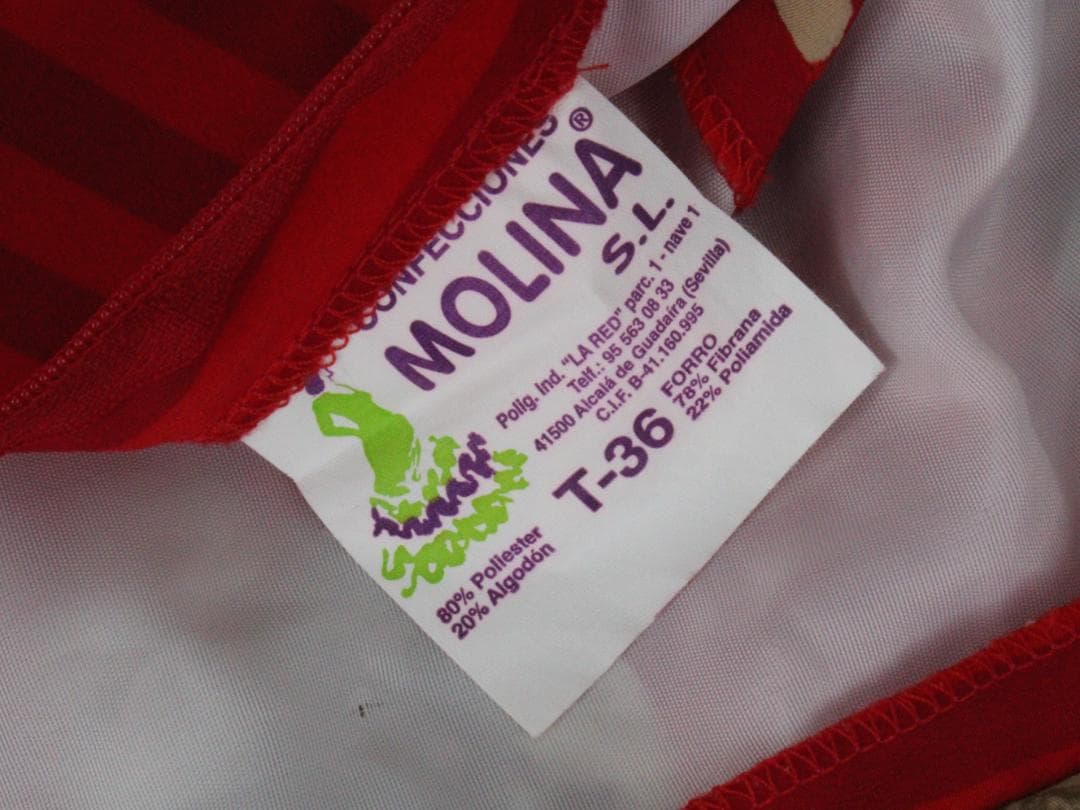 CONFECCIONES ®
MOLINA
S.L.
Polig. Ind. "LA RED" parc. 1 - nave 1
Telf.: 95 563 08 33
41500 Alcalá de Guadaíra (Sevilla)
C.I.F. B-41.160.995
T-36
FORRO
78% Fibrana
22% Poliamida
80% Poliester
20% Algodón